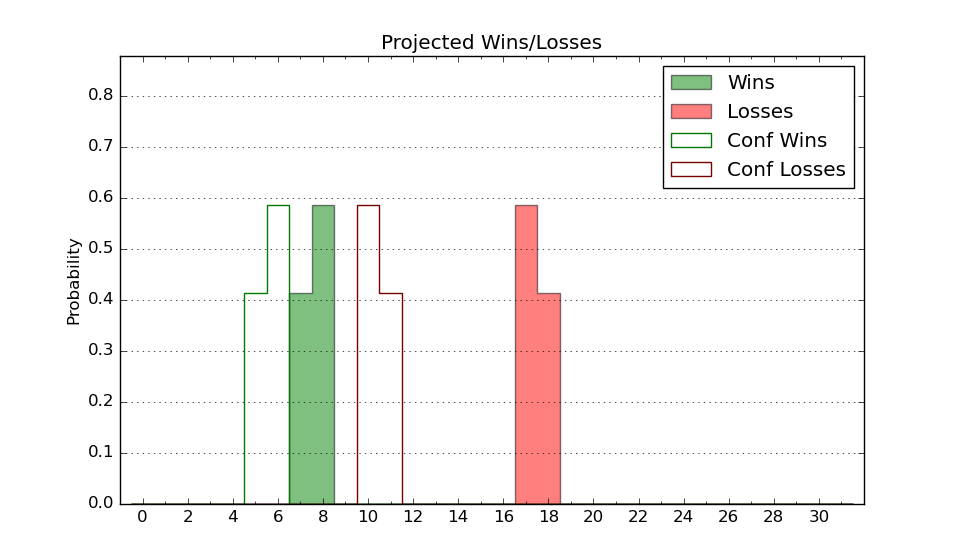 Projected Wins/Losses
Wins
Losses
Conf Wins
Conf Losses
Probability
0.8
0.7
0.6
0.5
0.4
0.3
0.2
0.1
0.0
0 2 4 6 8 10 12 14 16 18 20 22 24 26 28 30